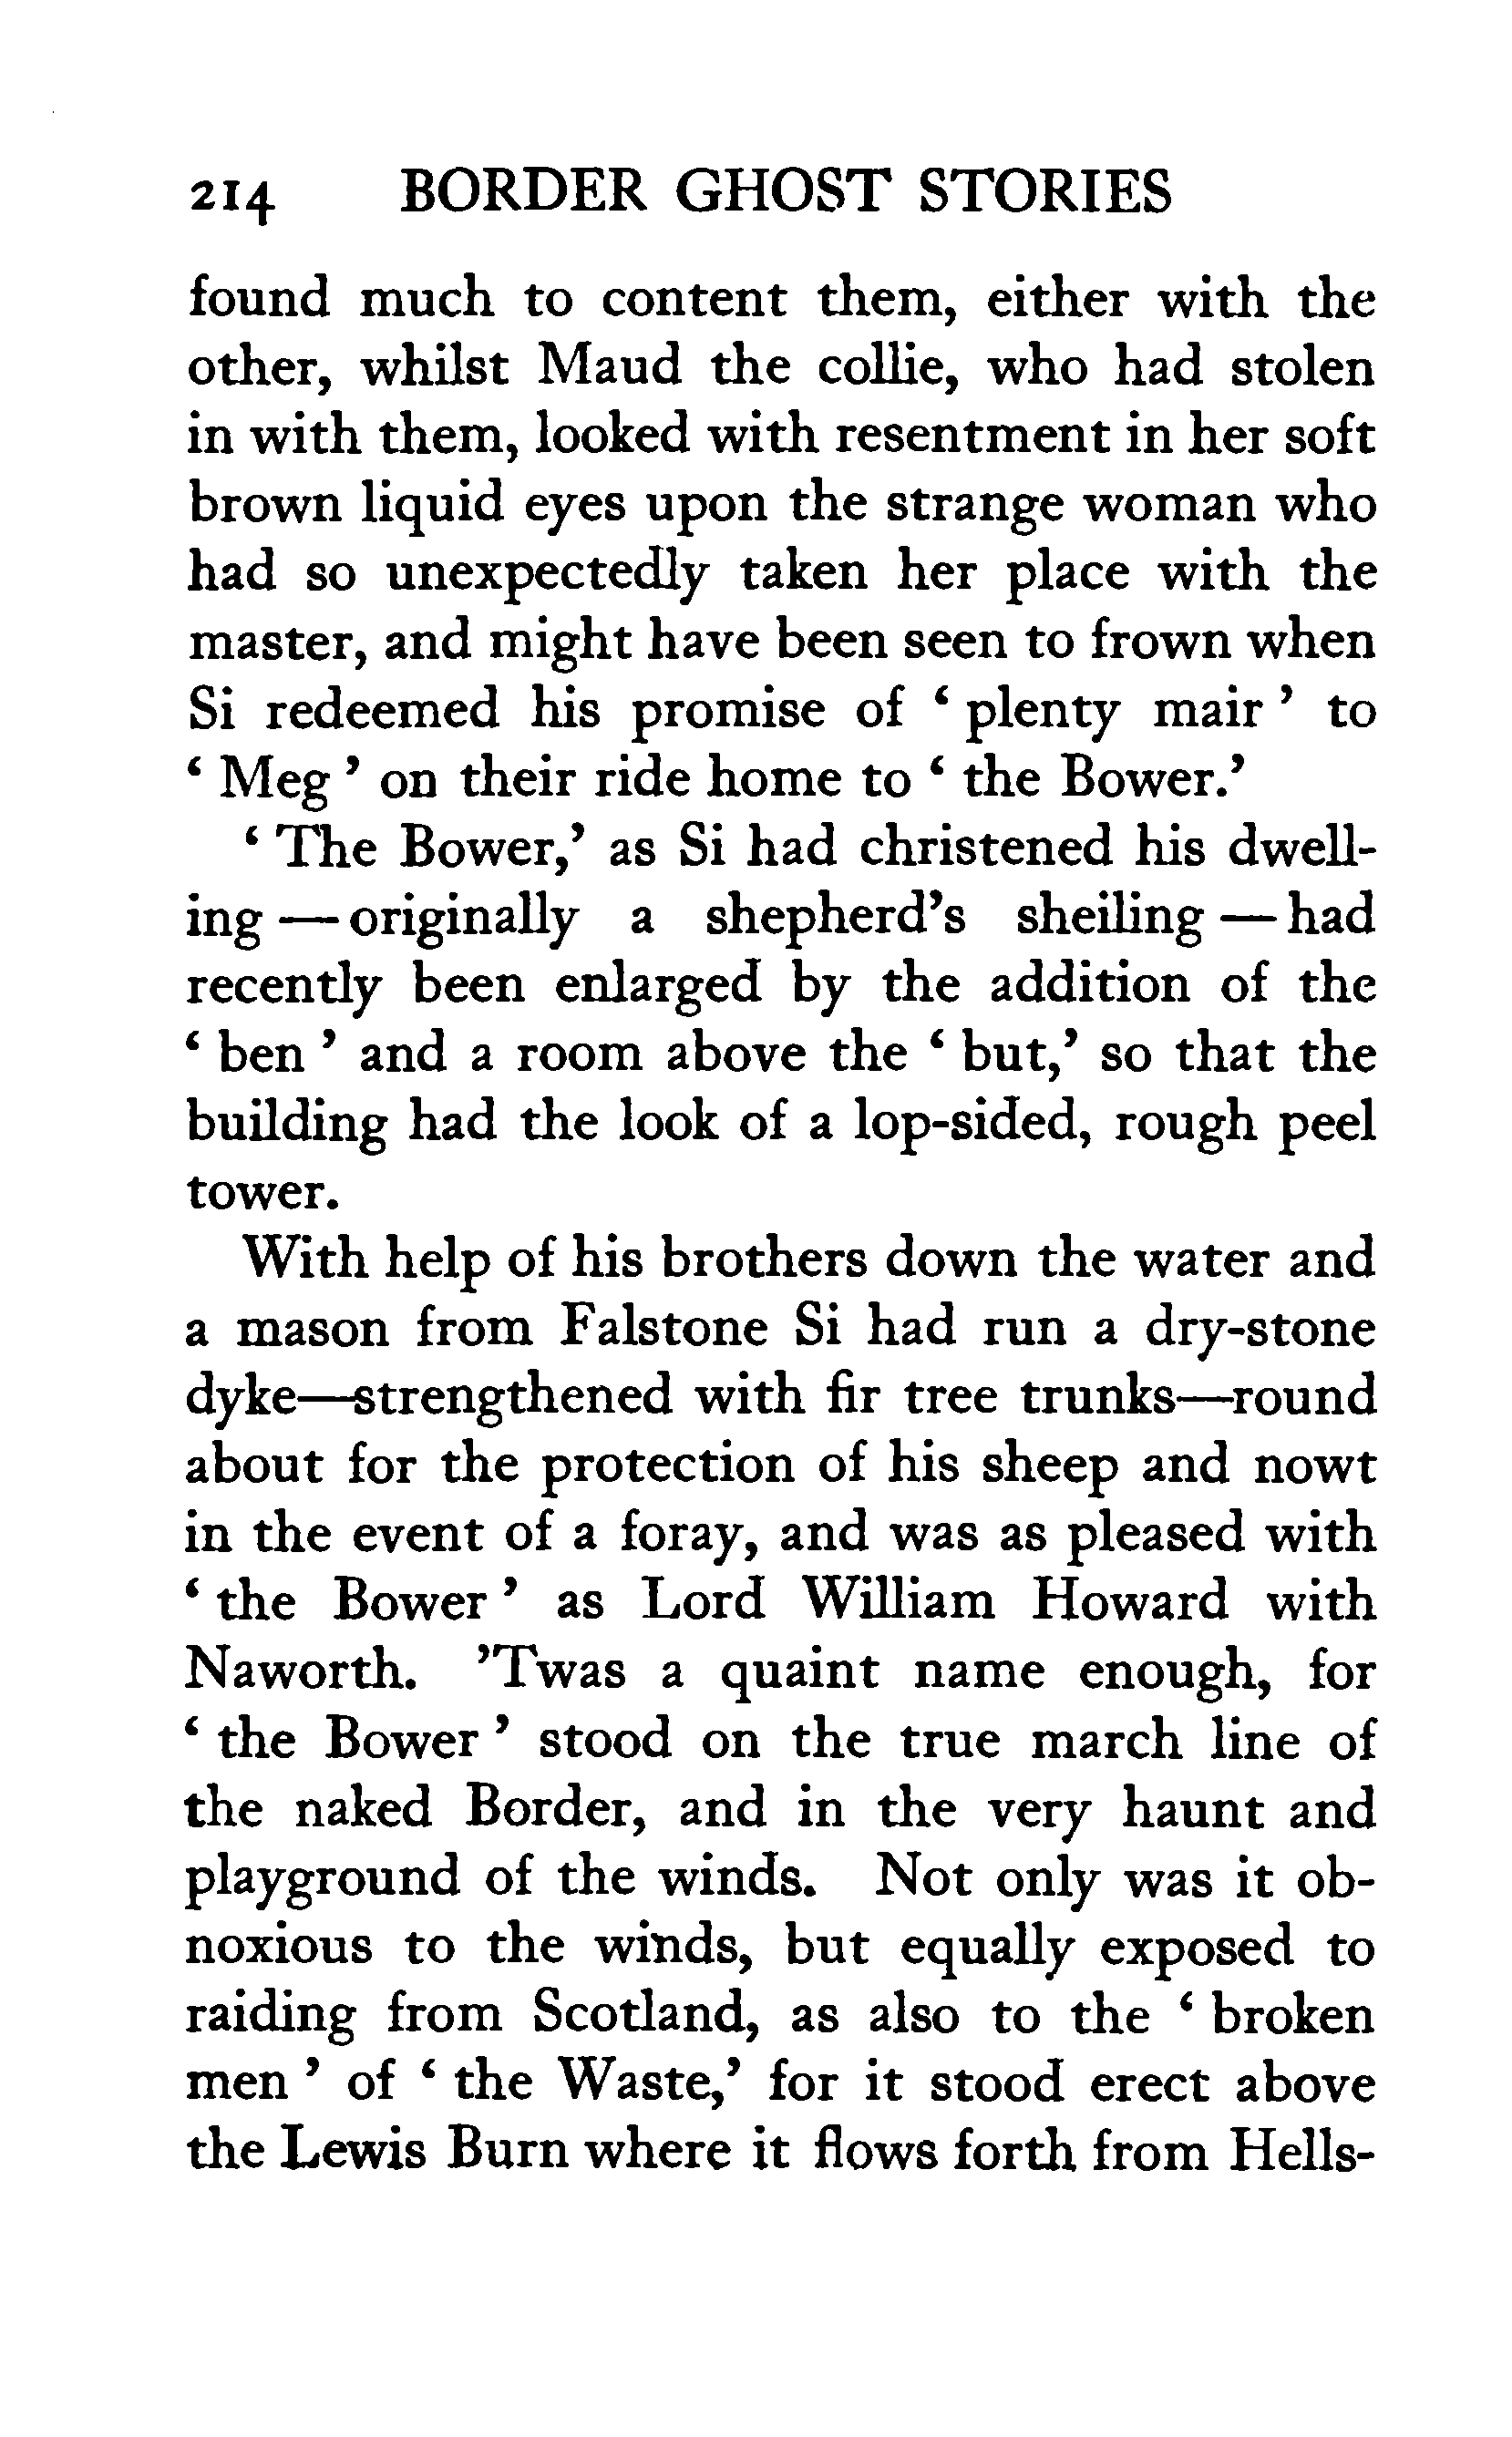 214 BORDER GHOST STORIES
found much to content them, either with the
other, whilst Maud the collie, who had stolen
in with them, looked with resentment in her soft
brown liquid eyes upon the strange woman who
had so unexpectedly taken her place with the
master, and might have been seen to frown when
Si redeemed his promise of ‘ plenty mair ’ to
‘ Meg ’ on their ride home to ‘ the Bower.’
‘ The Bower,’ as Si had christened his dwell-
ing — originally a shepherd’s sheiling — had
recently been enlarged by the addition of the
‘ ben ’ and a room above the ‘ but,’ so that the
building had the look of a lop-sided, rough peel
tower.
With help of his brothers down the water and
a mason from Falstone Si had run a dry-stone
dyke—strengthened with fir tree trunks—round
about for the protection of his sheep and nowt
in the event of a foray, and was as pleased with
‘ the Bower ’ as Lord William Howard with
Naworth. ’Twas a quaint name enough, for
‘ the Bower ’ stood on the true march line of
the naked Border, and in the very haunt and
playground of the winds. Not only was it ob-
noxious to the winds, but equally exposed to
raiding from Scotland, as also to the ‘ broken
men ’ of ‘ the Waste,’ for it stood erect above
the Lewis Burn where it flows forth from Hells-